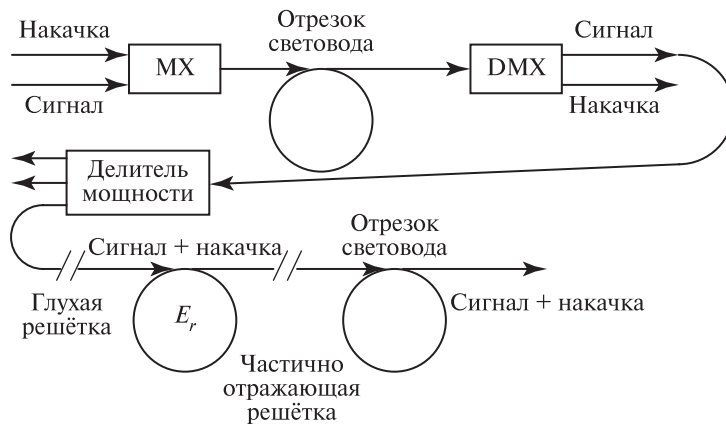 Накачка
Сигнал
MX
Отрезок
световода
DMX
Сигнал
Накачка
Делитель
мощности
Сигнал + накачка
Отрезок
световода
Глухая
решётка
E_r
Сигнал + накачка
Частично
отражающая
решётка